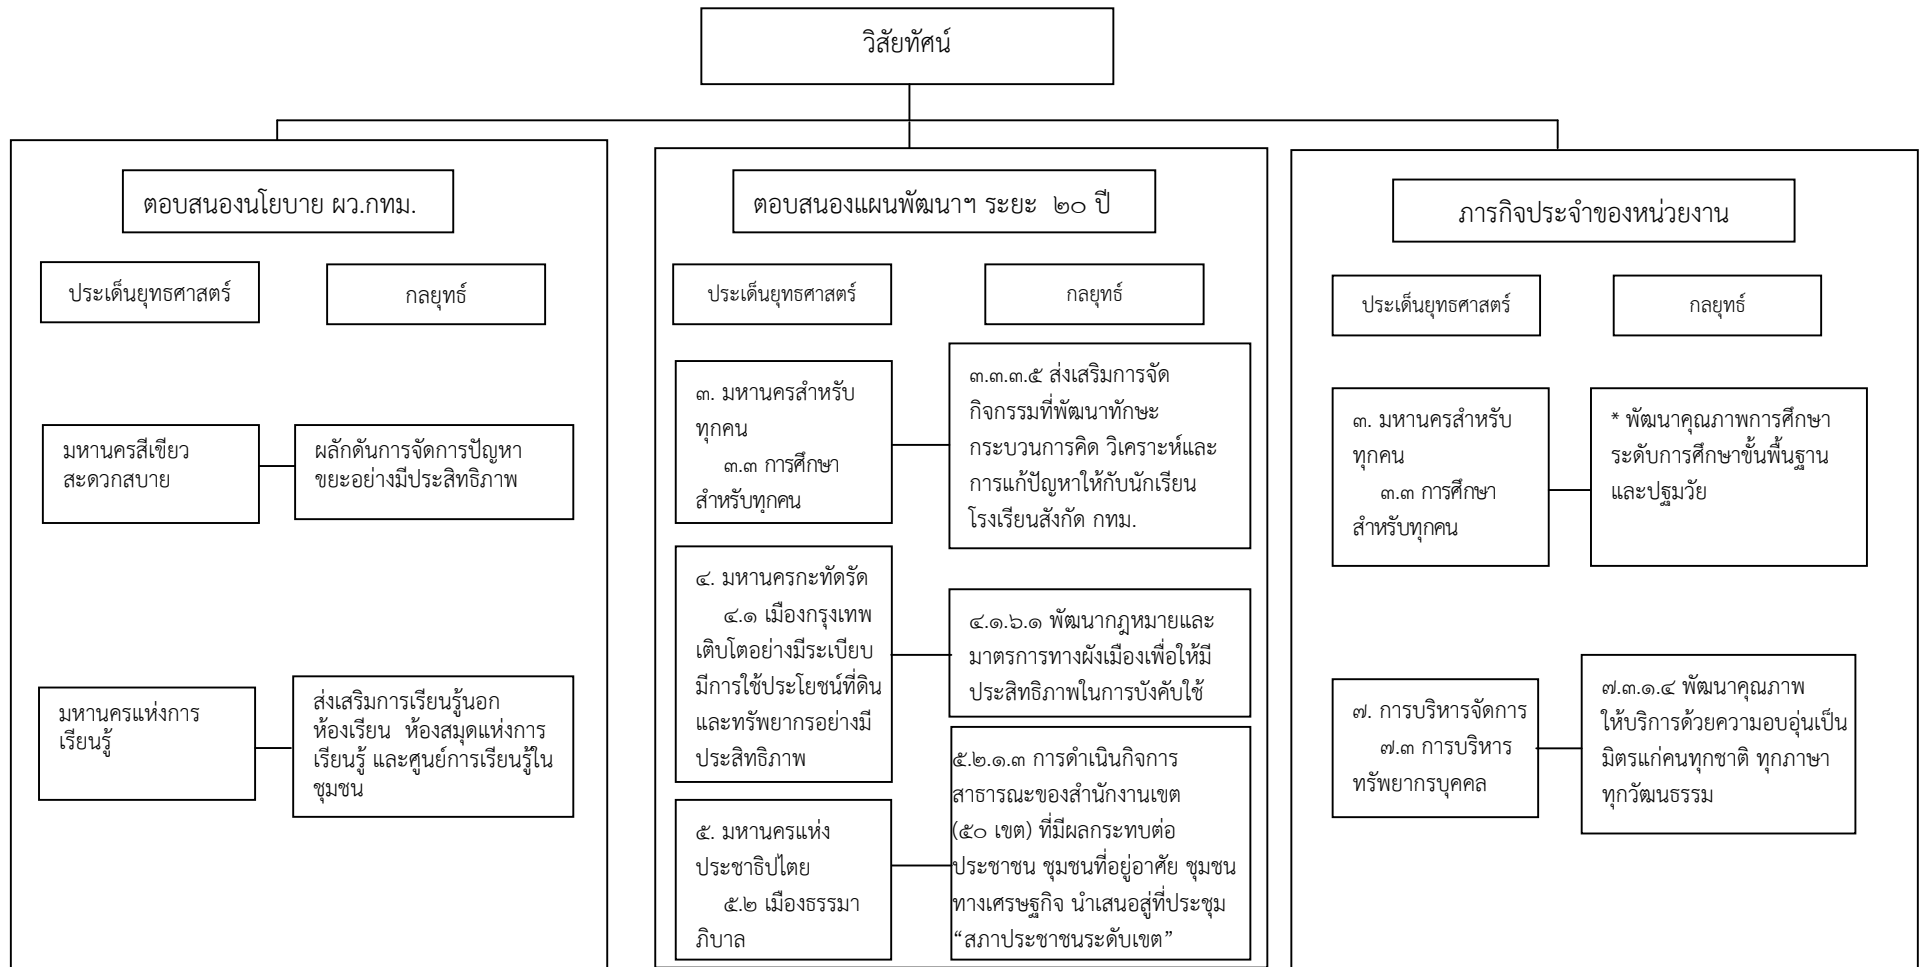 วิสัยทัศน์
ตอบสนองนโยบาย ผว.กทม.
ประเด็นยุทธศาสตร์
กลยุทธ์
มหานครสีเขียว
สะดวกสบาย
ผลักดันการจัดการปัญหา
ขยะอย่างมีประสิทธิภาพ
มหานครแห่งการ
เรียนรู้
ส่งเสริมการเรียนรู้นอก
ห้องเรียน ห้องสมุดแห่งการ
เรียนรู้ และศูนย์การเรียนรู้ใน
ชุมชน
ตอบสนองแผนพัฒนาฯ ระยะ ๒๐ ปี
ประเด็นยุทธศาสตร์
กลยุทธ์
๓. มหานครสำหรับ
ทุกคน
๓.๓ การศึกษา
สำหรับทุกคน
๓.๓.๓.๕ ส่งเสริมการจัด
กิจกรรมที่พัฒนาทักษะ
กระบวนการคิด วิเคราะห์และ
การแก้ปัญหาให้กับนักเรียน
โรงเรียนสังกัด กทม.
๔. มหานครกะทัดรัด
๔.๑ เมืองกรุงเทพ
เติบโตอย่างมีระเบียบ
มีการใช้ประโยชน์ที่ดิน
และทรัพยากรอย่างมี
ประสิทธิภาพ
๔.๑.๖.๑ พัฒนากฎหมายและ
มาตรการทางผังเมืองเพื่อให้มี
ประสิทธิภาพในการบังคับใช้
๕. มหานครแห่ง
ประชาธิปไตย
๕.๒ เมืองธรรมา
ภิบาล
๕.๒.๑.๓ การดำเนินกิจการ
สาธารณะของสำนักงานเขต
(๕๐ เขต) ที่มีผลกระทบต่อ
ประชาชน ชุมชนที่อยู่อาศัย ชุมชน
ทางเศรษฐกิจ นำเสนอสู่ที่ประชุม
“สภาประชาชนระดับเขต”
ภารกิจประจำของหน่วยงาน
ประเด็นยุทธศาสตร์
กลยุทธ์
๓. มหานครสำหรับ
ทุกคน
๓.๓ การศึกษา
สำหรับทุกคน
* พัฒนาคุณภาพการศึกษา
ระดับการศึกษาขั้นพื้นฐาน
และปฐมวัย
๗. การบริหารจัดการ
๗.๓ การบริหาร
ทรัพยากรบุคคล
๗.๓.๑.๔ พัฒนาคุณภาพ
ให้บริการด้วยความอบอุ่นเป็น
มิตรแก่คนทุกชาติ ทุกภาษา
ทุกวัฒนธรรม